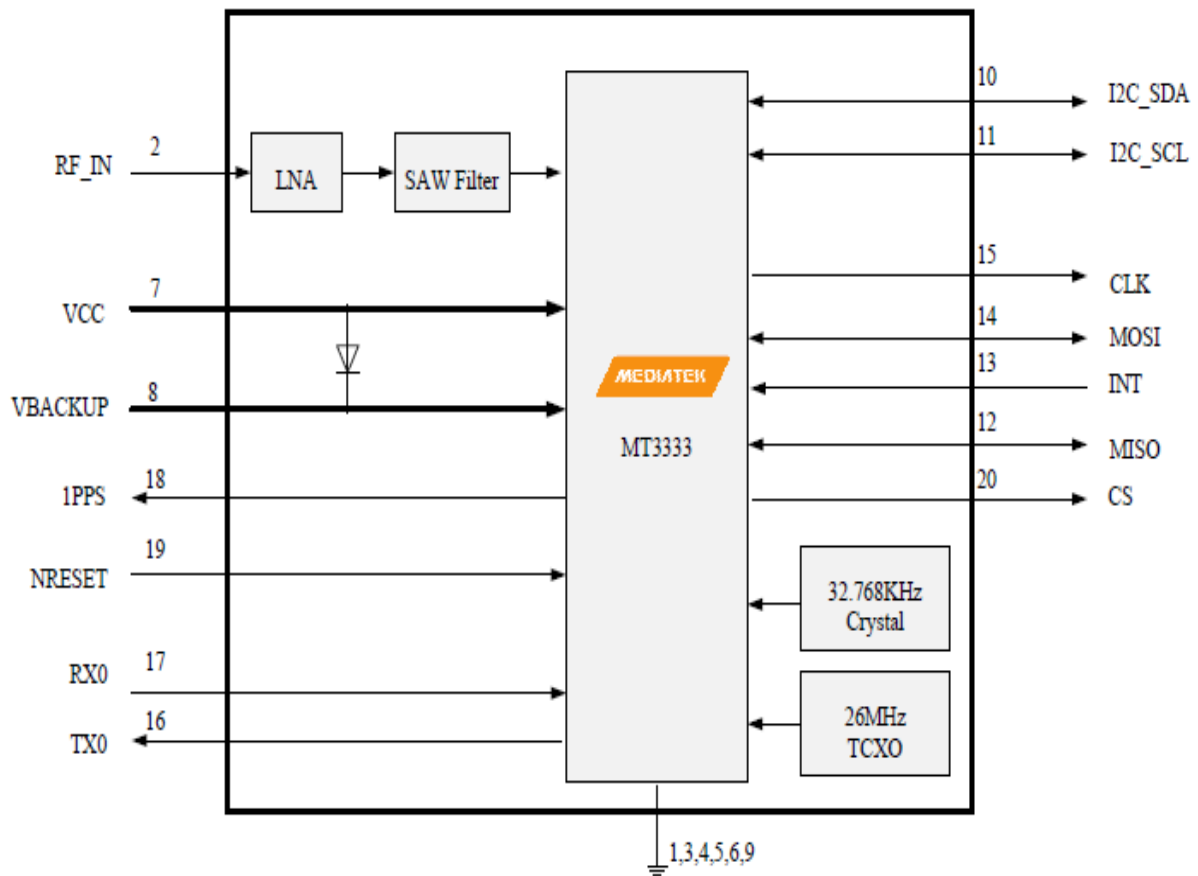 10
I2C_SDA
2
RF_IN
LNA
SAW Filter
11
I2C_SCL
7
VCC
15
CLK
14
MOSI
8
VBACKUP
MEDIATEK
MT3333
13
INT
12
MISO
18
1PPS
20
CS
19
NRESET
32.768KHz
Crystal
17
RX0
16
TX0
26MHz
TCXO
1,3,4,5,6,9